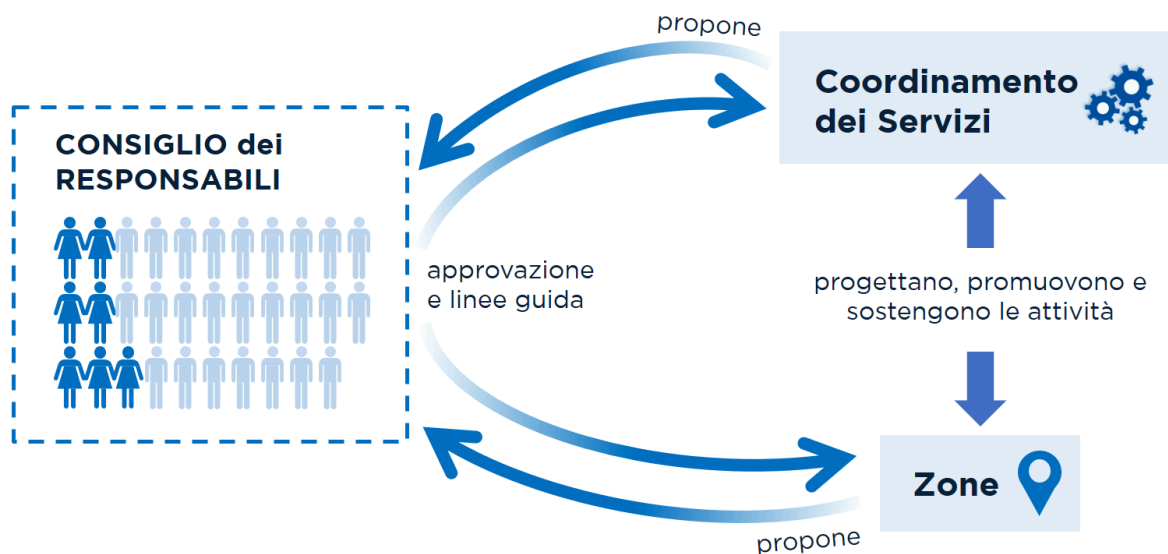 propone
Coordinamento
dei Servizi
CONSIGLIO dei
RESPONSABILI
approvazione
e linee guida
progettano, promuovono e
sostengono le attività
Zone
propone